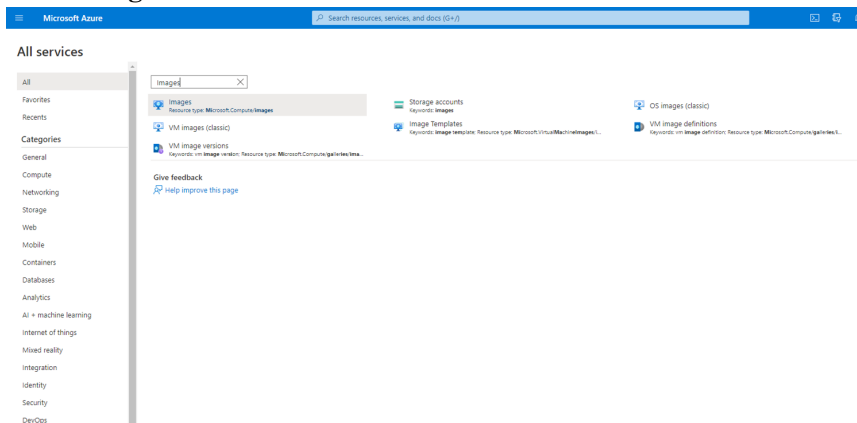 Microsoft Azure
Search resources, services, and docs (G+/)
All services
All
Favorites
Recents
Categories
General
Compute
Networking
Storage
Web
Mobile
Containers
Databases
Analytics
AI + machine learning
Internet of things
Mixed reality
Integration
Identity
Security
DevOps
Images
Images
Resource type: Microsoft.Compute/images
Storage accounts
Keywords: images
OS images (classic)
VM images (classic)
Image Templates
Keywords: image template; Resource type: Microsoft.VirtualMachineImages/i...
VM image definitions
Keywords: vm image definition; Resource type: Microsoft.Compute/galleries/i...
VM image versions
Keywords: vm image version; Resource type: Microsoft.Compute/galleries/ima...
Give feedback
Help improve this page